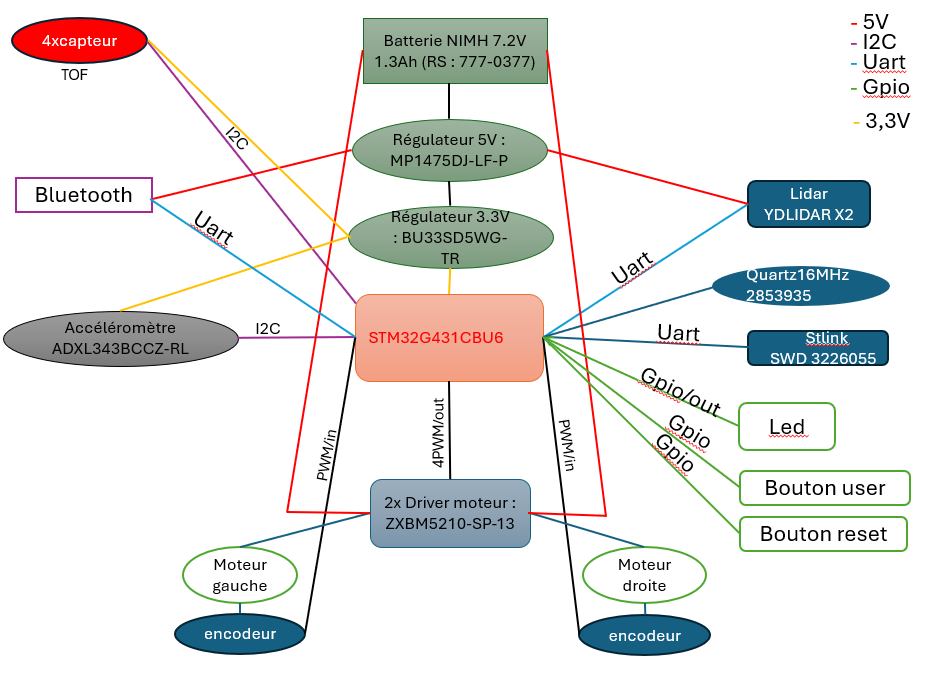 4xcapteur
TOF
Batterie NIMH 7.2V
1.3Ah (RS : 777-0377)
- 5V
- I2C
- Uart
- Gpio
- 3,3V
I2C
Régulateur 5V :
MP1475DJ-LF-P
Bluetooth
Uart
Régulateur 3.3V
: BU33SD5WG-
TR
Lidar
YDLIDAR X2
Uart
Quartz16MHz
2853935
Accéléromètre
ADXL343BCCZ-RL
I2C
STM32G431CBU6
Uart
Stlink
SWD 3226055
Gpio/out
Gpio
Gpio
Led
Bouton user
Bouton reset
PWM/in
4PWM/out
PWM/in
2x Driver moteur :
ZXBM5210-SP-13
Moteur
gauche
encodeur
Moteur
droite
encodeur